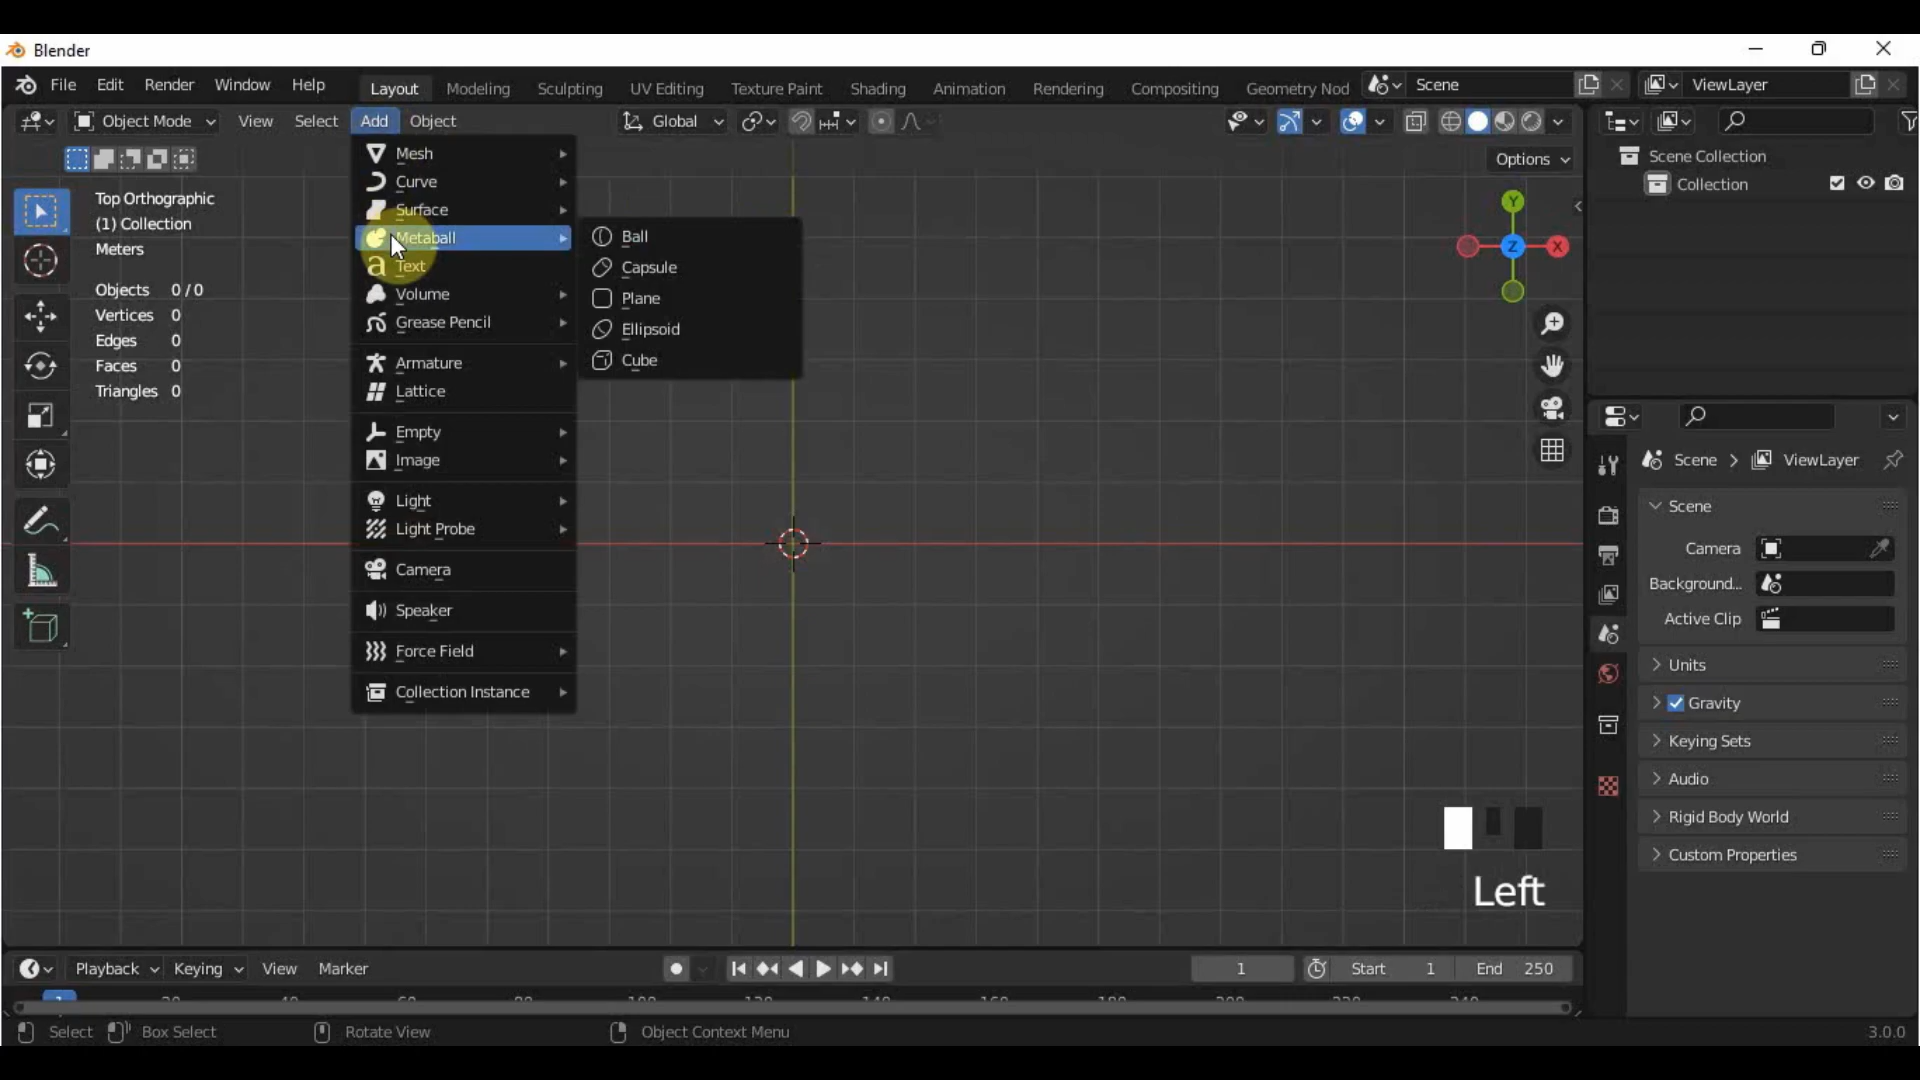 Blender
File Edit Render Window Help Layout Modeling Sculpting UV Editing Texture Paint Shading Animation Rendering Compositing Geometry Nod Scene ViewLayer
Object Mode View Select Add Object Global
Options
Top Orthographic
(1) Collection
Meters
Objects 0/0
Vertices 0
Edges 0
Faces 0
Triangles 0
Mesh
Curve
Surface
Metaball
Text
Volume
Grease Pencil
Armature
Lattice
Empty
Image
Light
Light Probe
Camera
Speaker
Force Field
Collection Instance
Ball
Capsule
Plane
Ellipsoid
Cube
Y
Z X
Scene Collection
Collection
Scene > ViewLayer
Scene
Camera
Background...
Active Clip
Units
Gravity
Keying Sets
Audio
Rigid Body World
Custom Properties
Left
Playback Keying View Marker 1 Start 1 End 250
Select Box Select Rotate View Object Context Menu 3.0.0